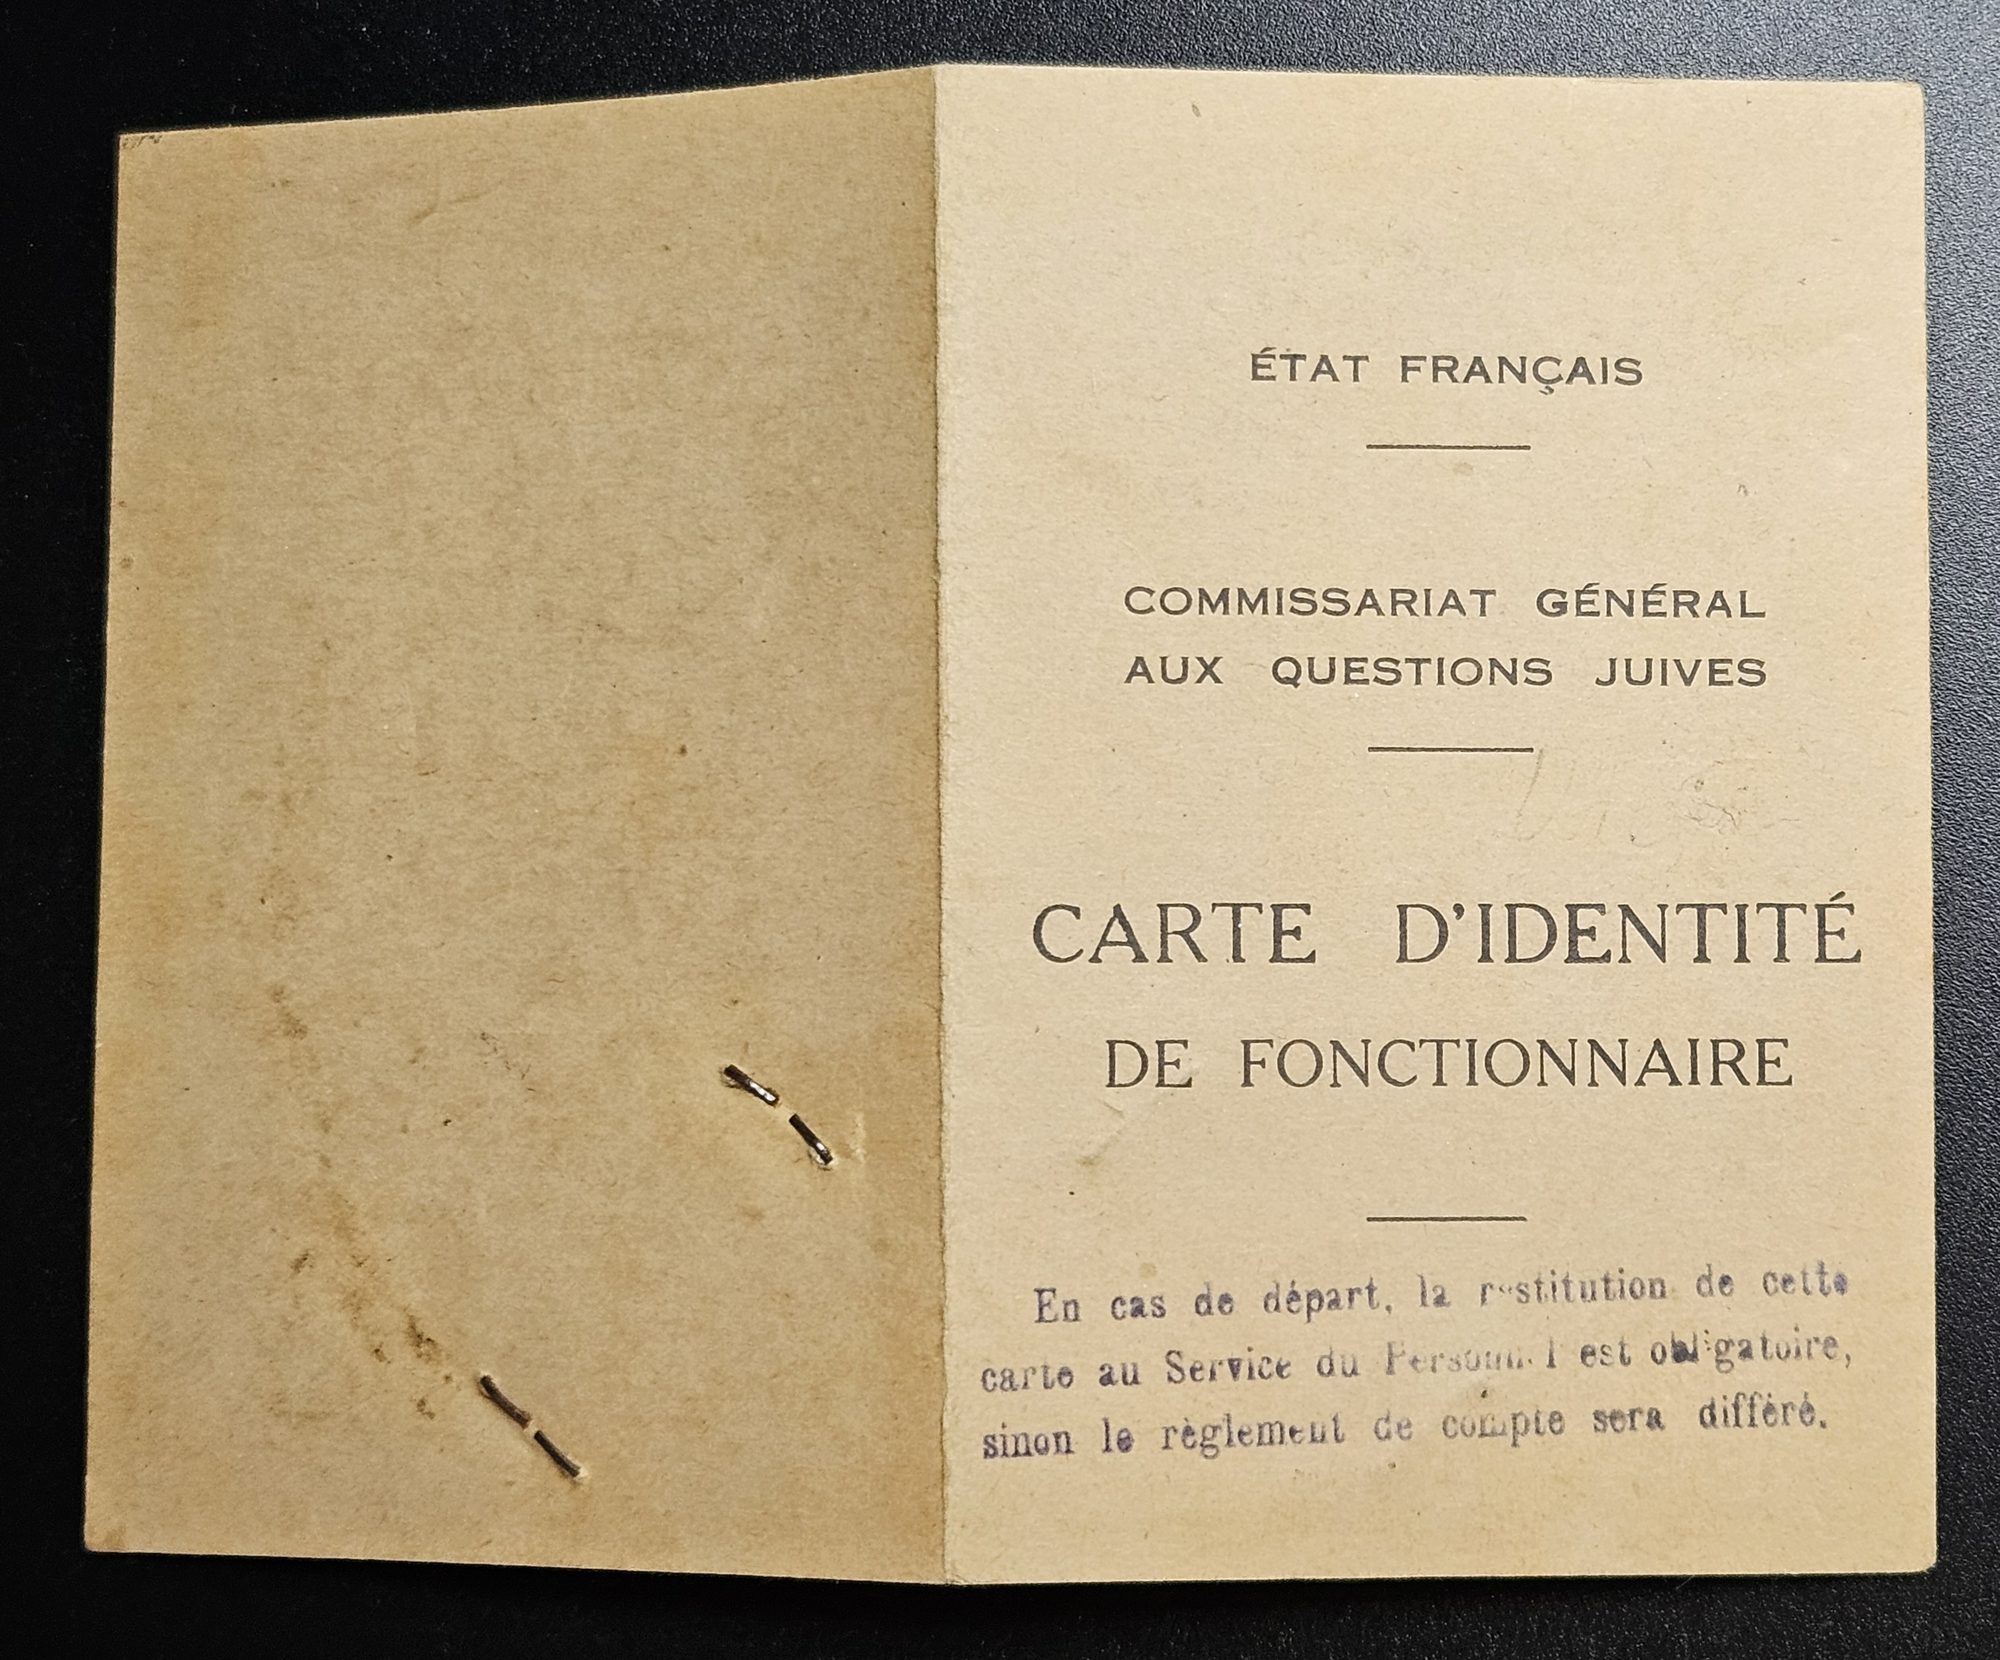 ÉTAT FRANÇAIS
COMMISSARIAT GÉNÉRAL
AUX QUESTIONS JUIVES
CARTE D'IDENTITÉ
DE FONCTIONNAIRE
En cas de départ, la restitution de cette
carte au Service du Personnel est obligatoire,
sinon le règlement de compte sera différé.